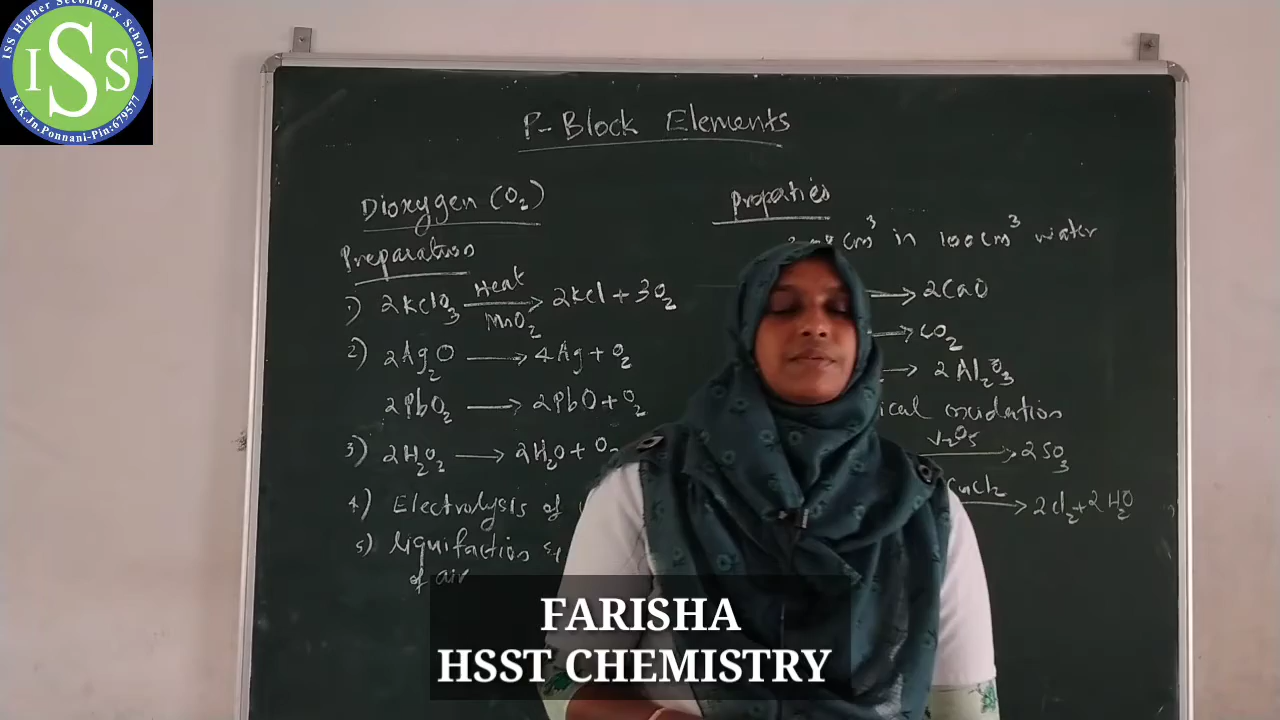 ISS Higher Secondary School
ISS
K.K.Jn.Ponnani-Pin:679577
P-Block Elements
Dioxygen (O₂)
Preparation
1) 2KClO₃ Heat MnO₂ → 2KCl + 3O₂
2) 2Ag₂O → 4Ag + O₂
2PbO₂ → 2PbO + O₂
3) 2H₂O₂ → 2H₂O + O₂
4) Electrolysis of
5) liquifaction
of air
Properties
cm³ in 100cm³ water
→ 2CaO
→ CO₂
→ 2Al₂O₃
ical oxidation
V₂O₅ → 2SO₃
CuCl₂ → 2Cl₂+2H₂O
FARISHA
HSST CHEMISTRY